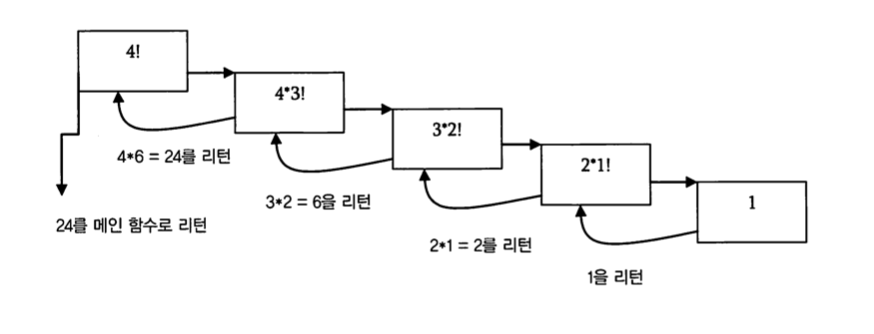 4!
4*3!
3*2!
2*1!
1
4*6 = 24를 리턴
3*2 = 6을 리턴
24를 메인 함수로 리턴
2*1 = 2를 리턴
1을 리턴